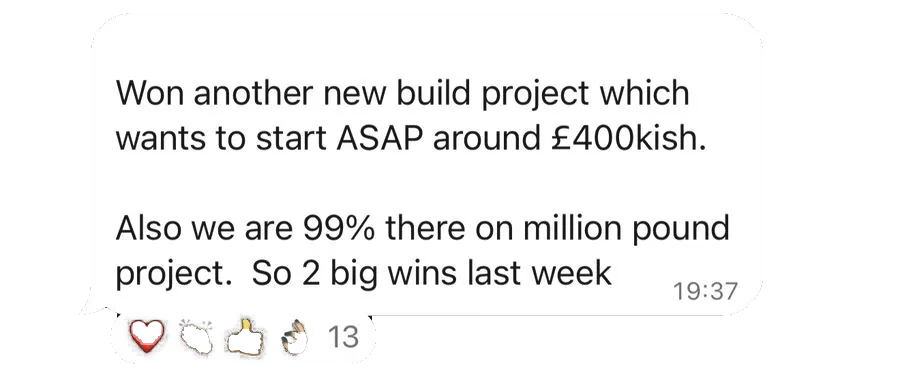 Won another new build project which
wants to start ASAP around £400kish.
Also we are 99% there on million pound
project.  So 2 big wins last week
19:37
13